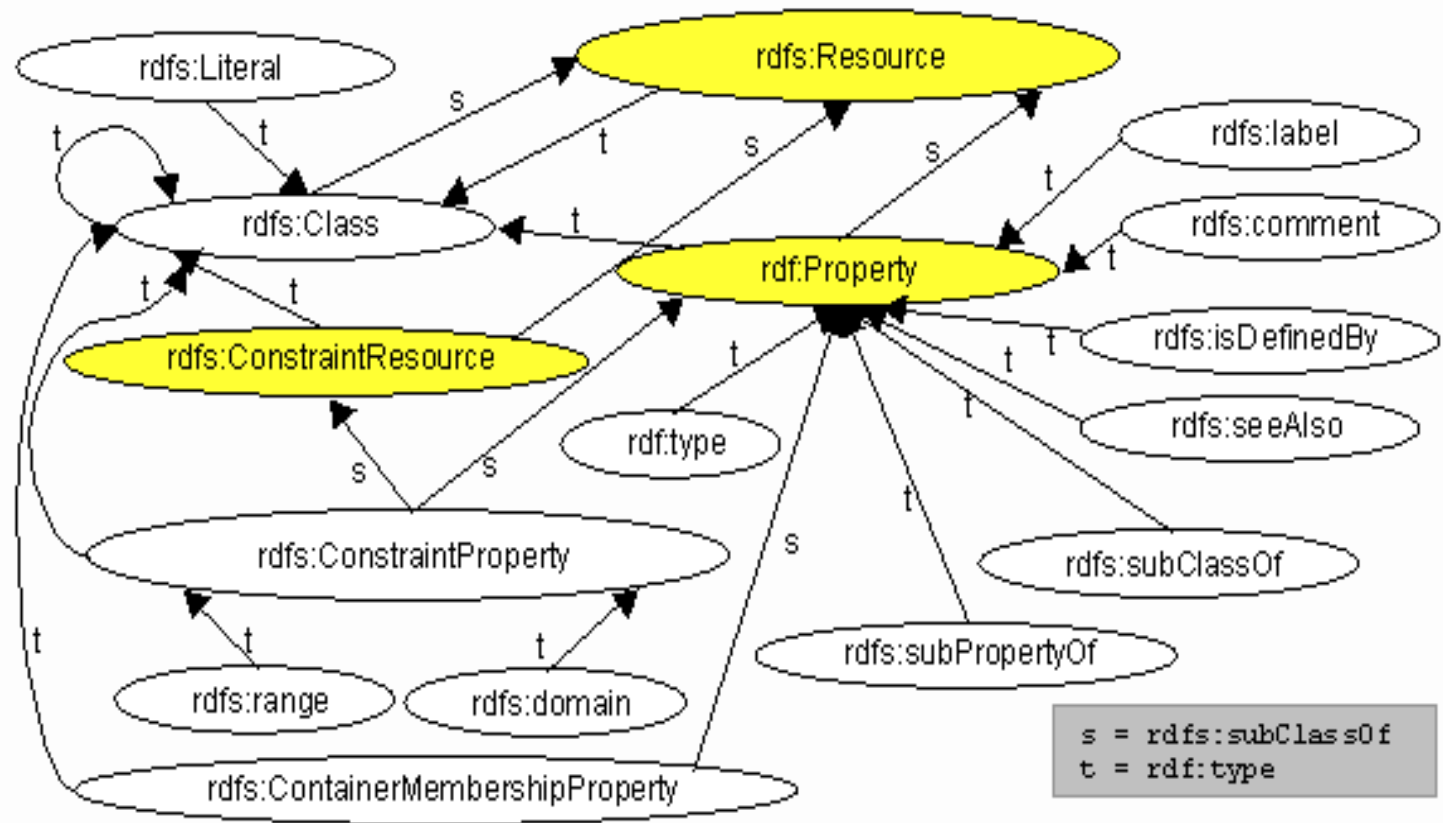 rdfs:Literal
rdfs:Resource
s
t
t
t
s
s
rdfs:label
t
rdfs:Class
t
rdfs:comment
t
rdf:Property
t
t
rdfs:isDefinedBy
rdfs:ConstraintResource
t
t
t
t
rdfs:seeAlso
rdf:type
s
s
t
s
rdfs:ConstraintProperty
rdfs:subClassOf
t
t
t
rdfs:subPropertyOf
rdfs:range
rdfs:domain
s = rdfs:subClassOf
t = rdf:type
rdfs:ContainerMembershipProperty